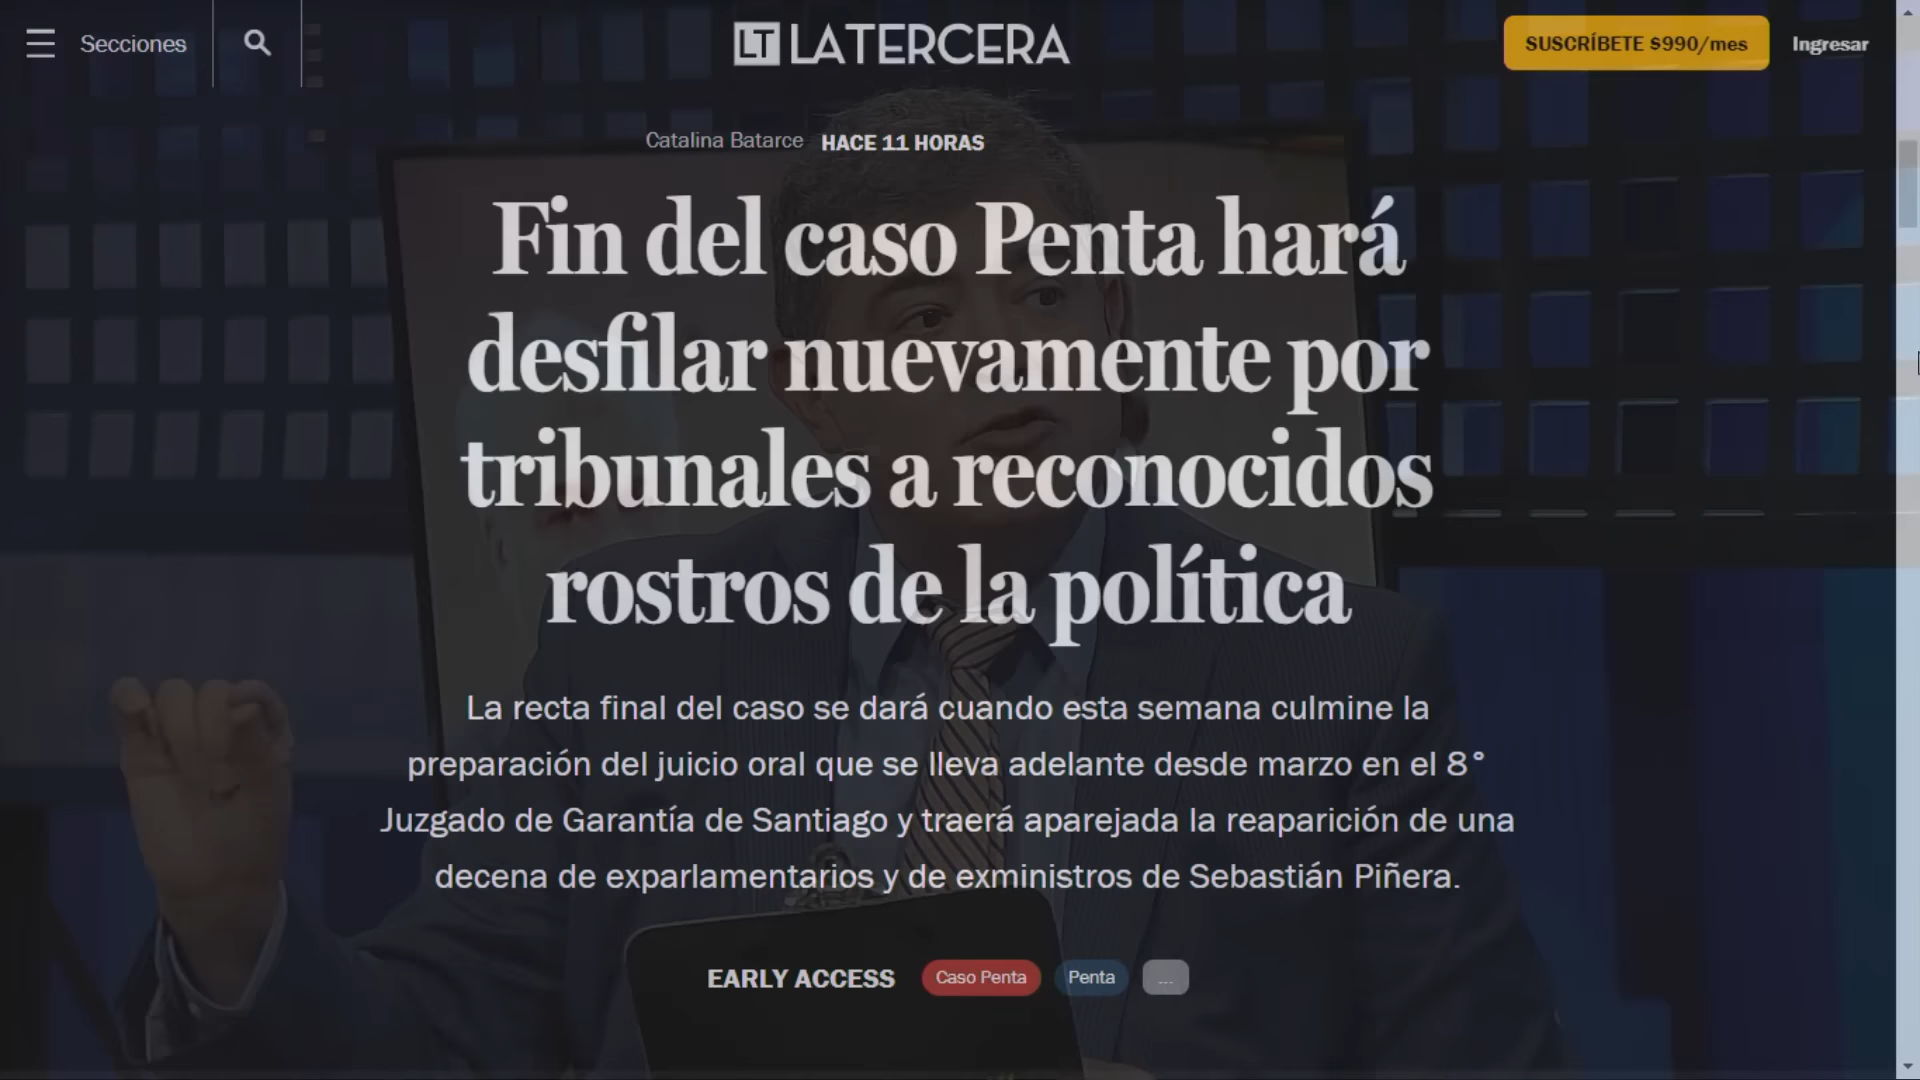 Secciones
LT LATERCERA
SUSCRÍBETE $990/mes
Ingresar
Catalina Batarce HACE 11 HORAS
Fin del caso Penta hará
desfilar nuevamente por
tribunales a reconocidos
rostros de la política
La recta final del caso se dará cuando esta semana culmine la
preparación del juicio oral que se lleva adelante desde marzo en el 8°
Juzgado de Garantía de Santiago y traerá aparejada la reaparición de una
decena de exparlamentarios y de exministros de Sebastián Piñera.
EARLY ACCESS Caso Penta Penta ...